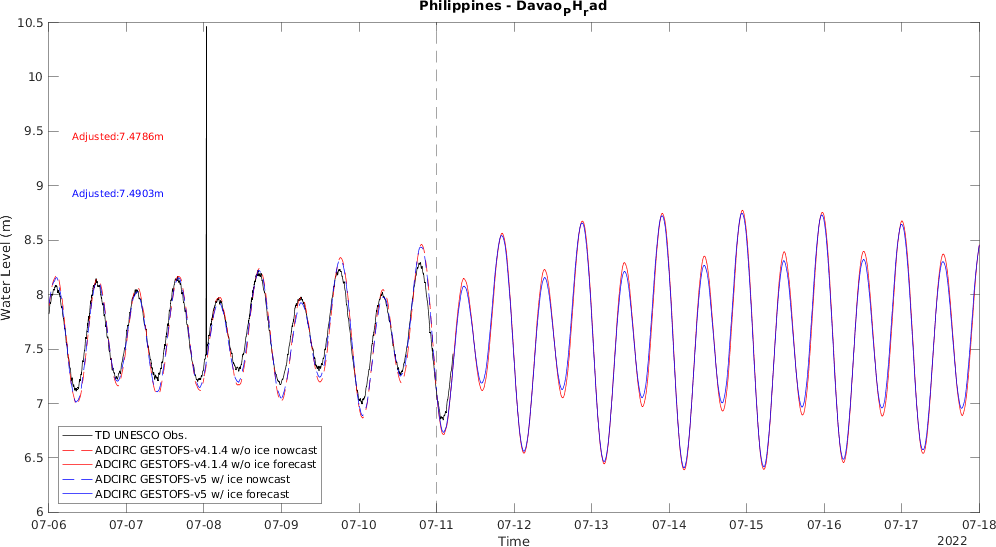 Philippines - DavaoPHrad
Water Level (m)
10.5
10
9.5
9
8.5
8
7.5
7
6.5
6
Adjusted:7.4786m
Adjusted:7.4903m
TD UNESCO Obs.
ADCIRC GESTOFS-v4.1.4 w/o ice nowcast
ADCIRC GESTOFS-v4.1.4 w/o ice forecast
ADCIRC GESTOFS-v5 w/ ice nowcast
ADCIRC GESTOFS-v5 w/ ice forecast
07-06 07-07 07-08 07-09 07-10 07-11 07-12 07-13 07-14 07-15 07-16 07-17 07-18
Time
2022